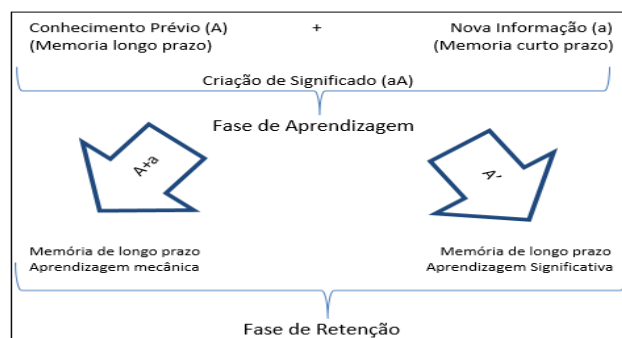 Conhecimento Prévio (A) + Nova Informação (a)
(Memoria longo prazo) (Memoria curto prazo)
Criação de Significado (aA)
Fase de Aprendizagem
A+a A-
Memória de longo prazo Memória de longo prazo
Aprendizagem mecânica Aprendizagem Significativa
Fase de Retenção